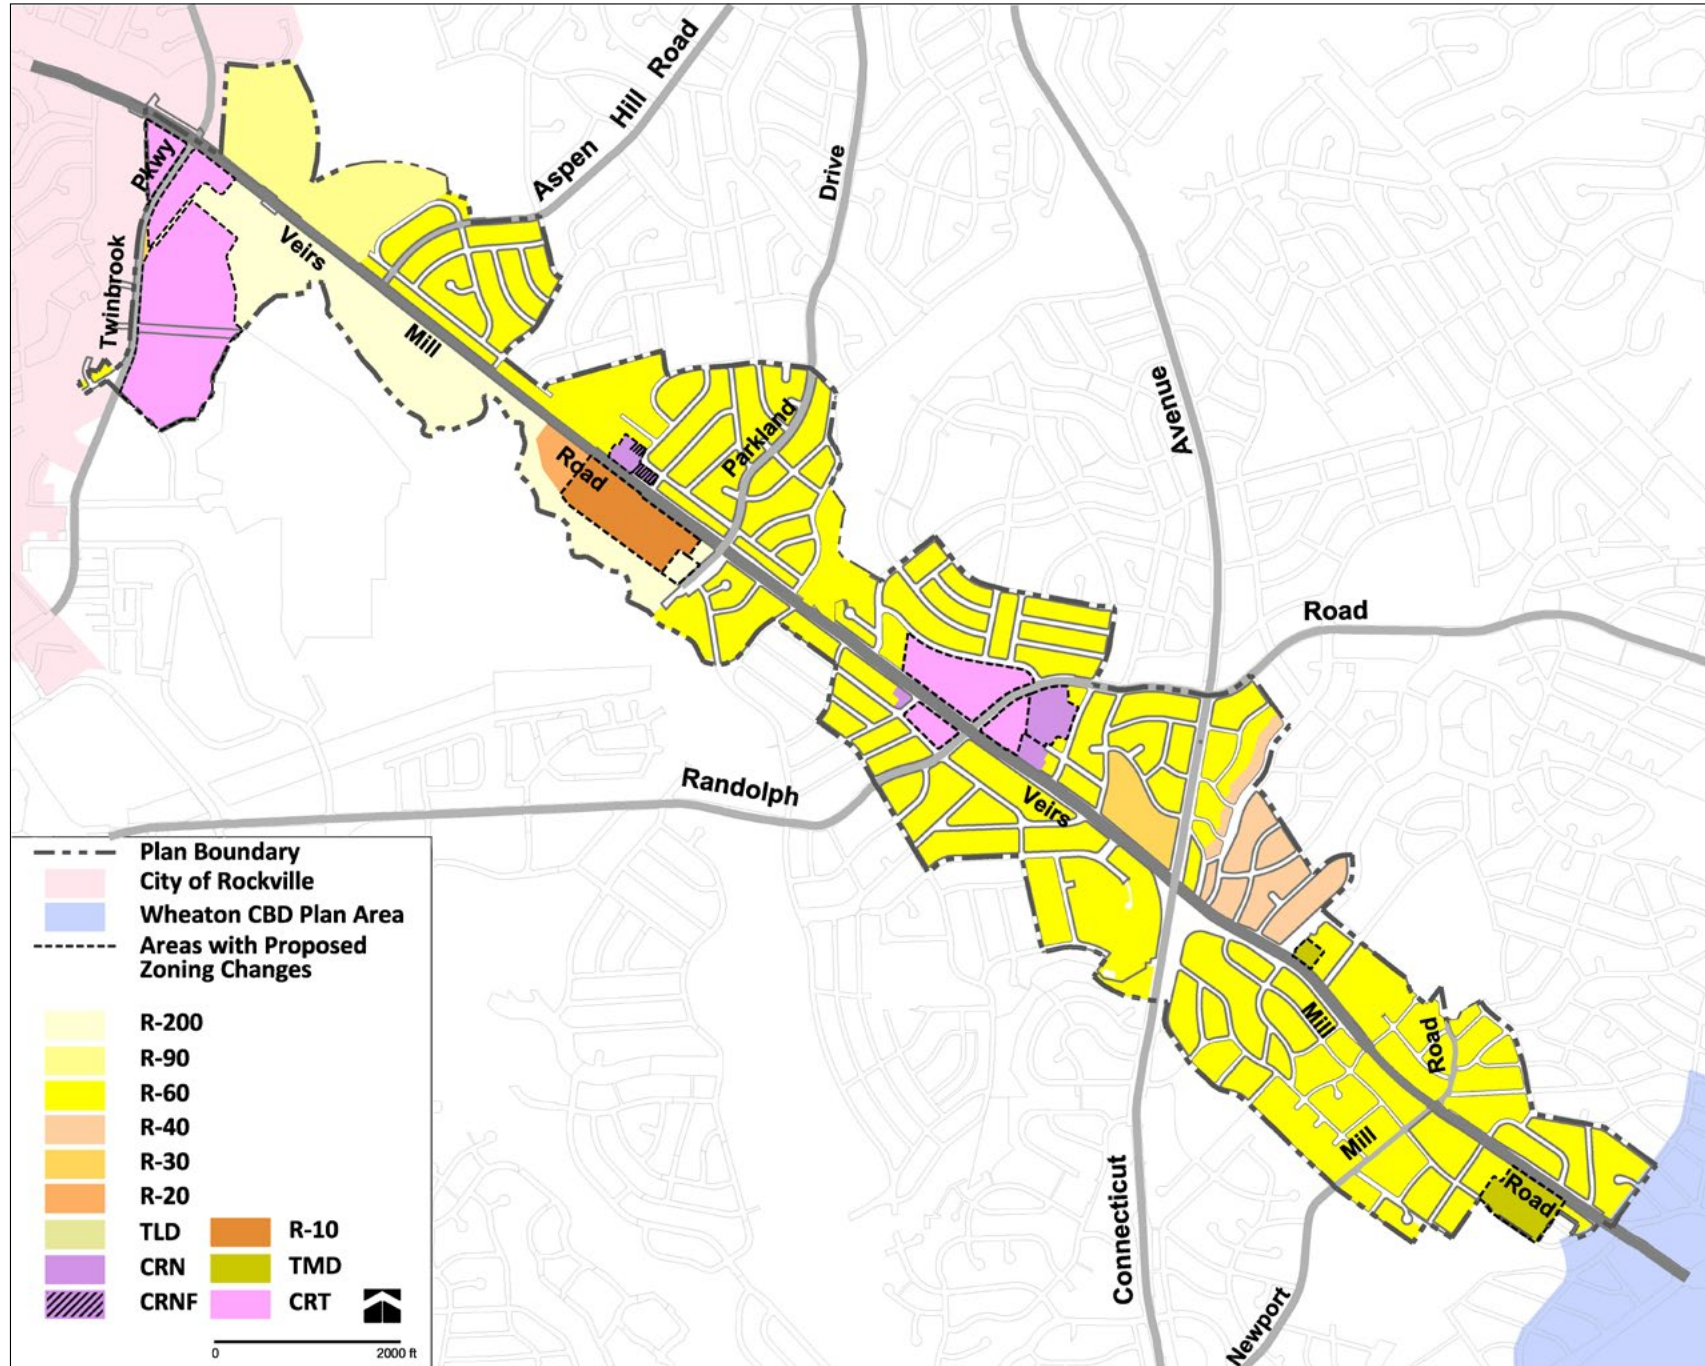 Aspen Hill Road
Drive
Pkwy
Veirs
Twinbrook
Mill
Avenue
Parkland
Road
Road
Randolph
Veirs
Mill
Road
Mill
Road
Connecticut
Newport
Plan Boundary
City of Rockville
Wheaton CBD Plan Area
Areas with Proposed
Zoning Changes
R-200
R-90
R-60
R-40
R-30
R-20
TLD
R-10
CRN
TMD
CRNF
CRT
0 2000 ft